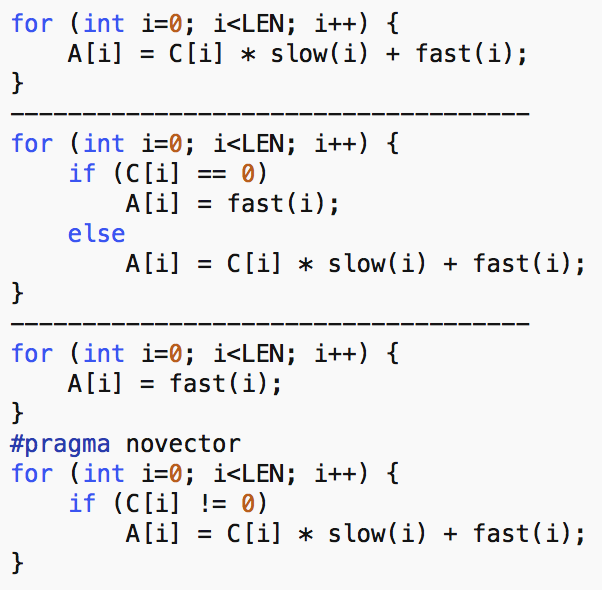 for (int i=0; i<LEN; i++) {
    A[i] = C[i] * slow(i) + fast(i);
}
------------------------------------
for (int i=0; i<LEN; i++) {
    if (C[i] == 0)
        A[i] = fast(i);
    else
        A[i] = C[i] * slow(i) + fast(i);
}
------------------------------------
for (int i=0; i<LEN; i++) {
    A[i] = fast(i);
}
#pragma novector
for (int i=0; i<LEN; i++) {
    if (C[i] != 0)
        A[i] = C[i] * slow(i) + fast(i);
}